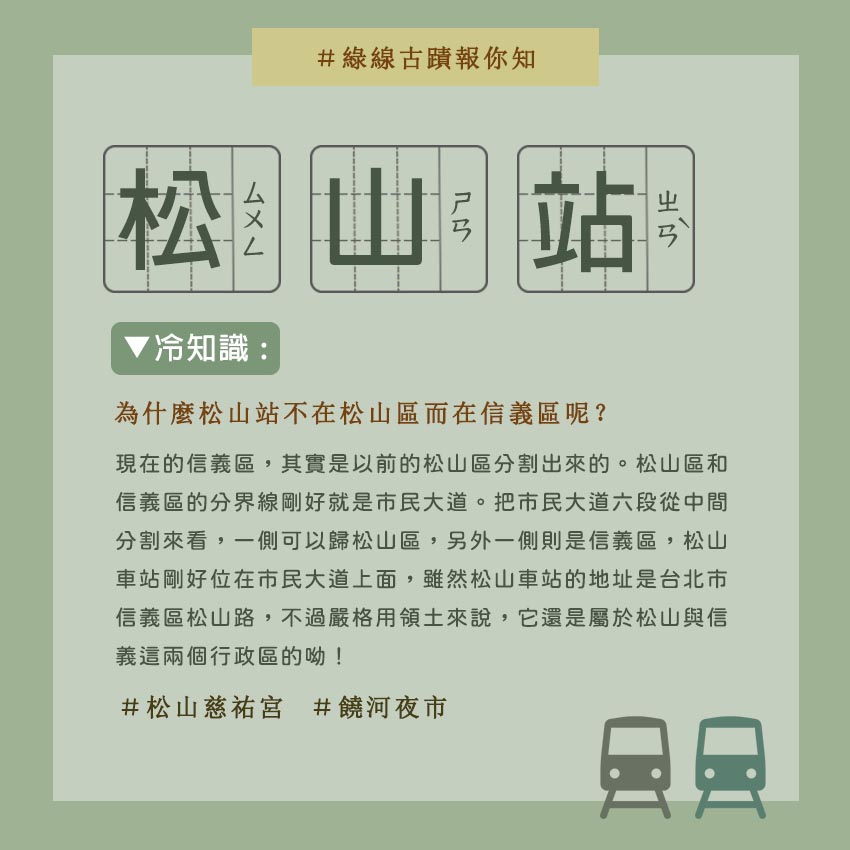 ＃綠線古蹟報你知
松 ㄙㄨㄥ 山 ㄕㄢ 站 ㄓㄢˋ
▼冷知識：
為什麼松山站不在松山區而在信義區呢？
現在的信義區，其實是以前的松山區分割出來的。松山區和
信義區的分界線剛好就是市民大道。把市民大道六段從中間
分割來看，一側可以歸松山區，另外一側則是信義區，松山
車站剛好位在市民大道上面，雖然松山車站的地址是台北市
信義區松山路，不過嚴格用領土來說，它還是屬於松山與信
義這兩個行政區的呦！
＃松山慈祐宮　＃饒河夜市